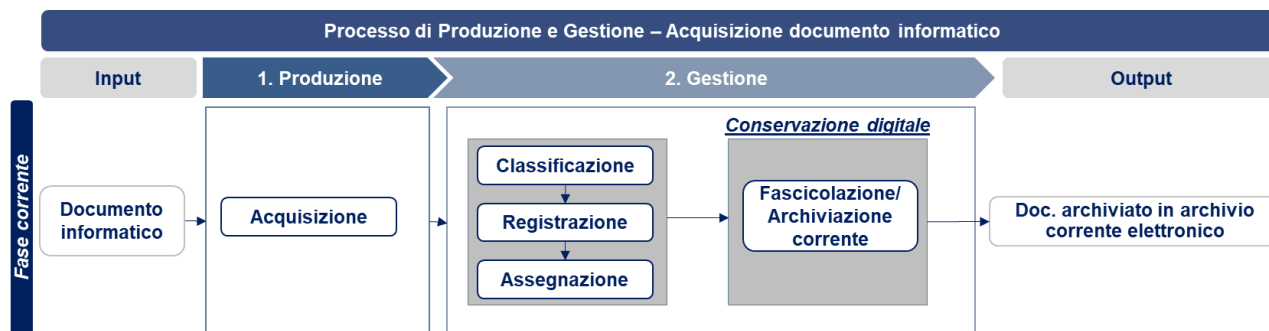 Processo di Produzione e Gestione – Acquisizione documento informatico
Input
1. Produzione
2. Gestione
Output
Fase corrente
Documento
informatico
Acquisizione
Classificazione
Registrazione
Assegnazione
Conservazione digitale
Fascicolazione/
Archiviazione
corrente
Doc. archiviato in archivio
corrente elettronico